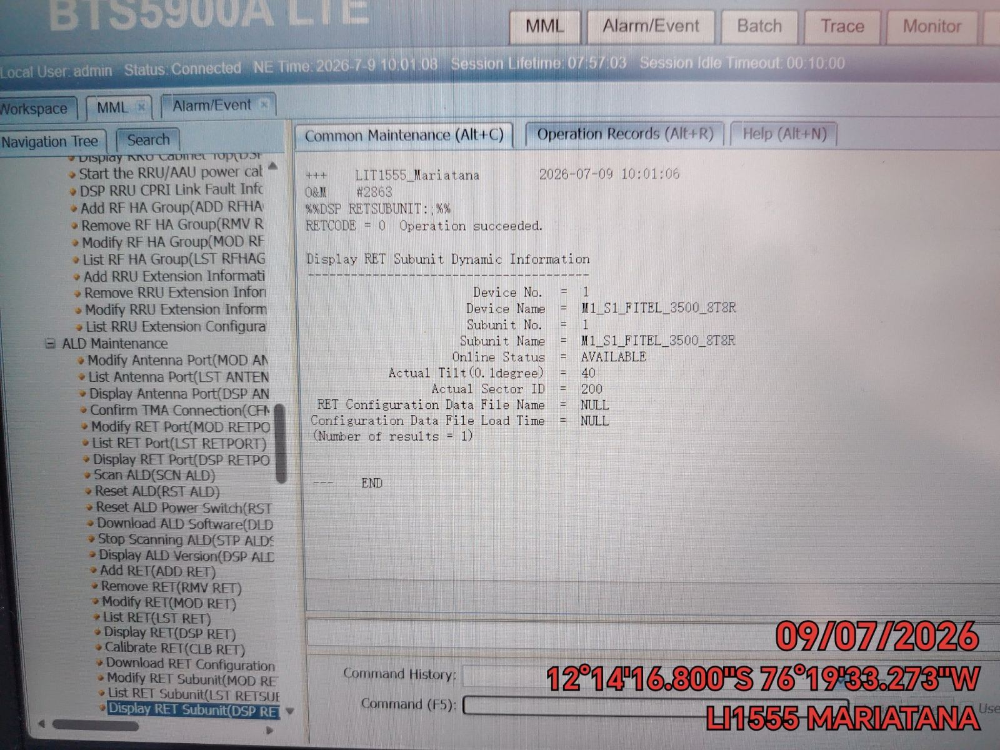 BTS5900A LTE
MML Alarm/Event Batch Trace Monitor
Local User: admin Status: Connected NE Time: 2026-7-9 10:01:08 Session Lifetime: 07:57:03 Session Idle Timeout: 00:10:00
Workspace MML Alarm/Event
Navigation Tree Search
Common Maintenance (Alt+C) Operation Records (Alt+R) Help (Alt+N)
Display RRU Cabinet Top(DSP
Start the RRU/AAU power cal
DSP RRU CPRI Link Fault Info
Add RF HA Group(ADD RFHA
Remove RF HA Group(RMV R
Modify RF HA Group(MOD RF
List RF HA Group(LST RFHAG
Add RRU Extension Informati
Remove RRU Extension Infor
Modify RRU Extension Inform
List RRU Extension Configura
ALD Maintenance
Modify Antenna Port(MOD AN
List Antenna Port(LST ANTEN
Display Antenna Port(DSP AN
Confirm TMA Connection(CFM
Modify RET Port(MOD RETPO
List RET Port(LST RETPORT)
Display RET Port(DSP RETPO
Scan ALD(SCN ALD)
Reset ALD(RST ALD)
Reset ALD Power Switch(RST
Download ALD Software(DLD
Stop Scanning ALD(STP ALDS
Display ALD Version(DSP ALD
Add RET(ADD RET)
Remove RET(RMV RET)
Modify RET(MOD RET)
List RET(LST RET)
Display RET(DSP RET)
Calibrate RET(CLB RET)
Download RET Configuration
Modify RET Subunit(MOD RE
List RET Subunit(LST RETSUB
Display RET Subunit(DSP RE
+++ LIT1555_Mariatana 2026-07-09 10:01:06
O&M #2863
%%DSP RETSUBUNIT:;%%
RETCODE = 0 Operation succeeded.
Display RET Subunit Dynamic Information
---------------------------------------
Device No. = 1
Device Name = M1_S1_FITEL_3500_8T8R
Subunit No. = 1
Subunit Name = M1_S1_FITEL_3500_8T8R
Online Status = AVAILABLE
Actual Tilt(0.1degree) = 40
Actual Sector ID = 200
RET Configuration Data File Name = NULL
Configuration Data File Load Time = NULL
(Number of results = 1)
--- END
Command History:
Command (F5):
Use
09/07/2026
12°14'16.800"S 76°19'33.273"W
LI1555 MARIATANA